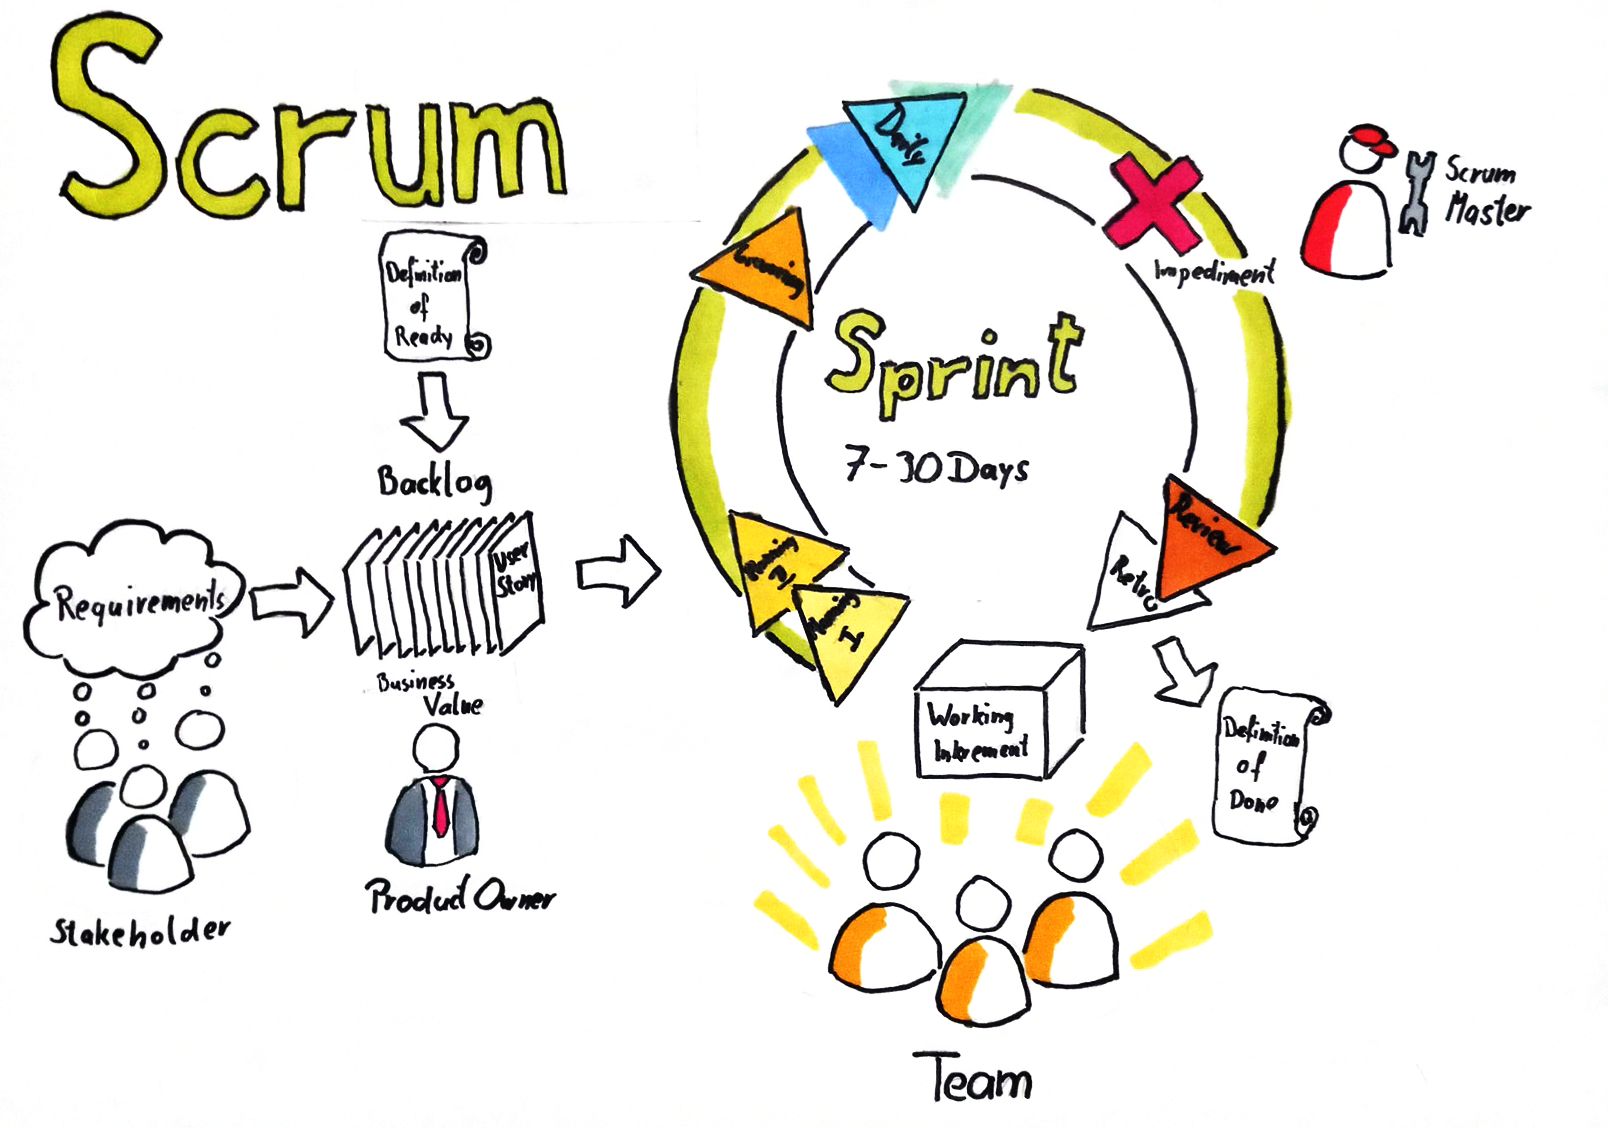 Scrum
Definition
of
Ready
Backlog
User
Story
Requirements
Business
Value
Stakeholder
Product Owner
Daily
Grooming
Impediment
Scrum
Master
Sprint
7-30 Days
Planning
II
Planning
I
Review
Retro
Working
Inkrement
Definition
of
Done
Team